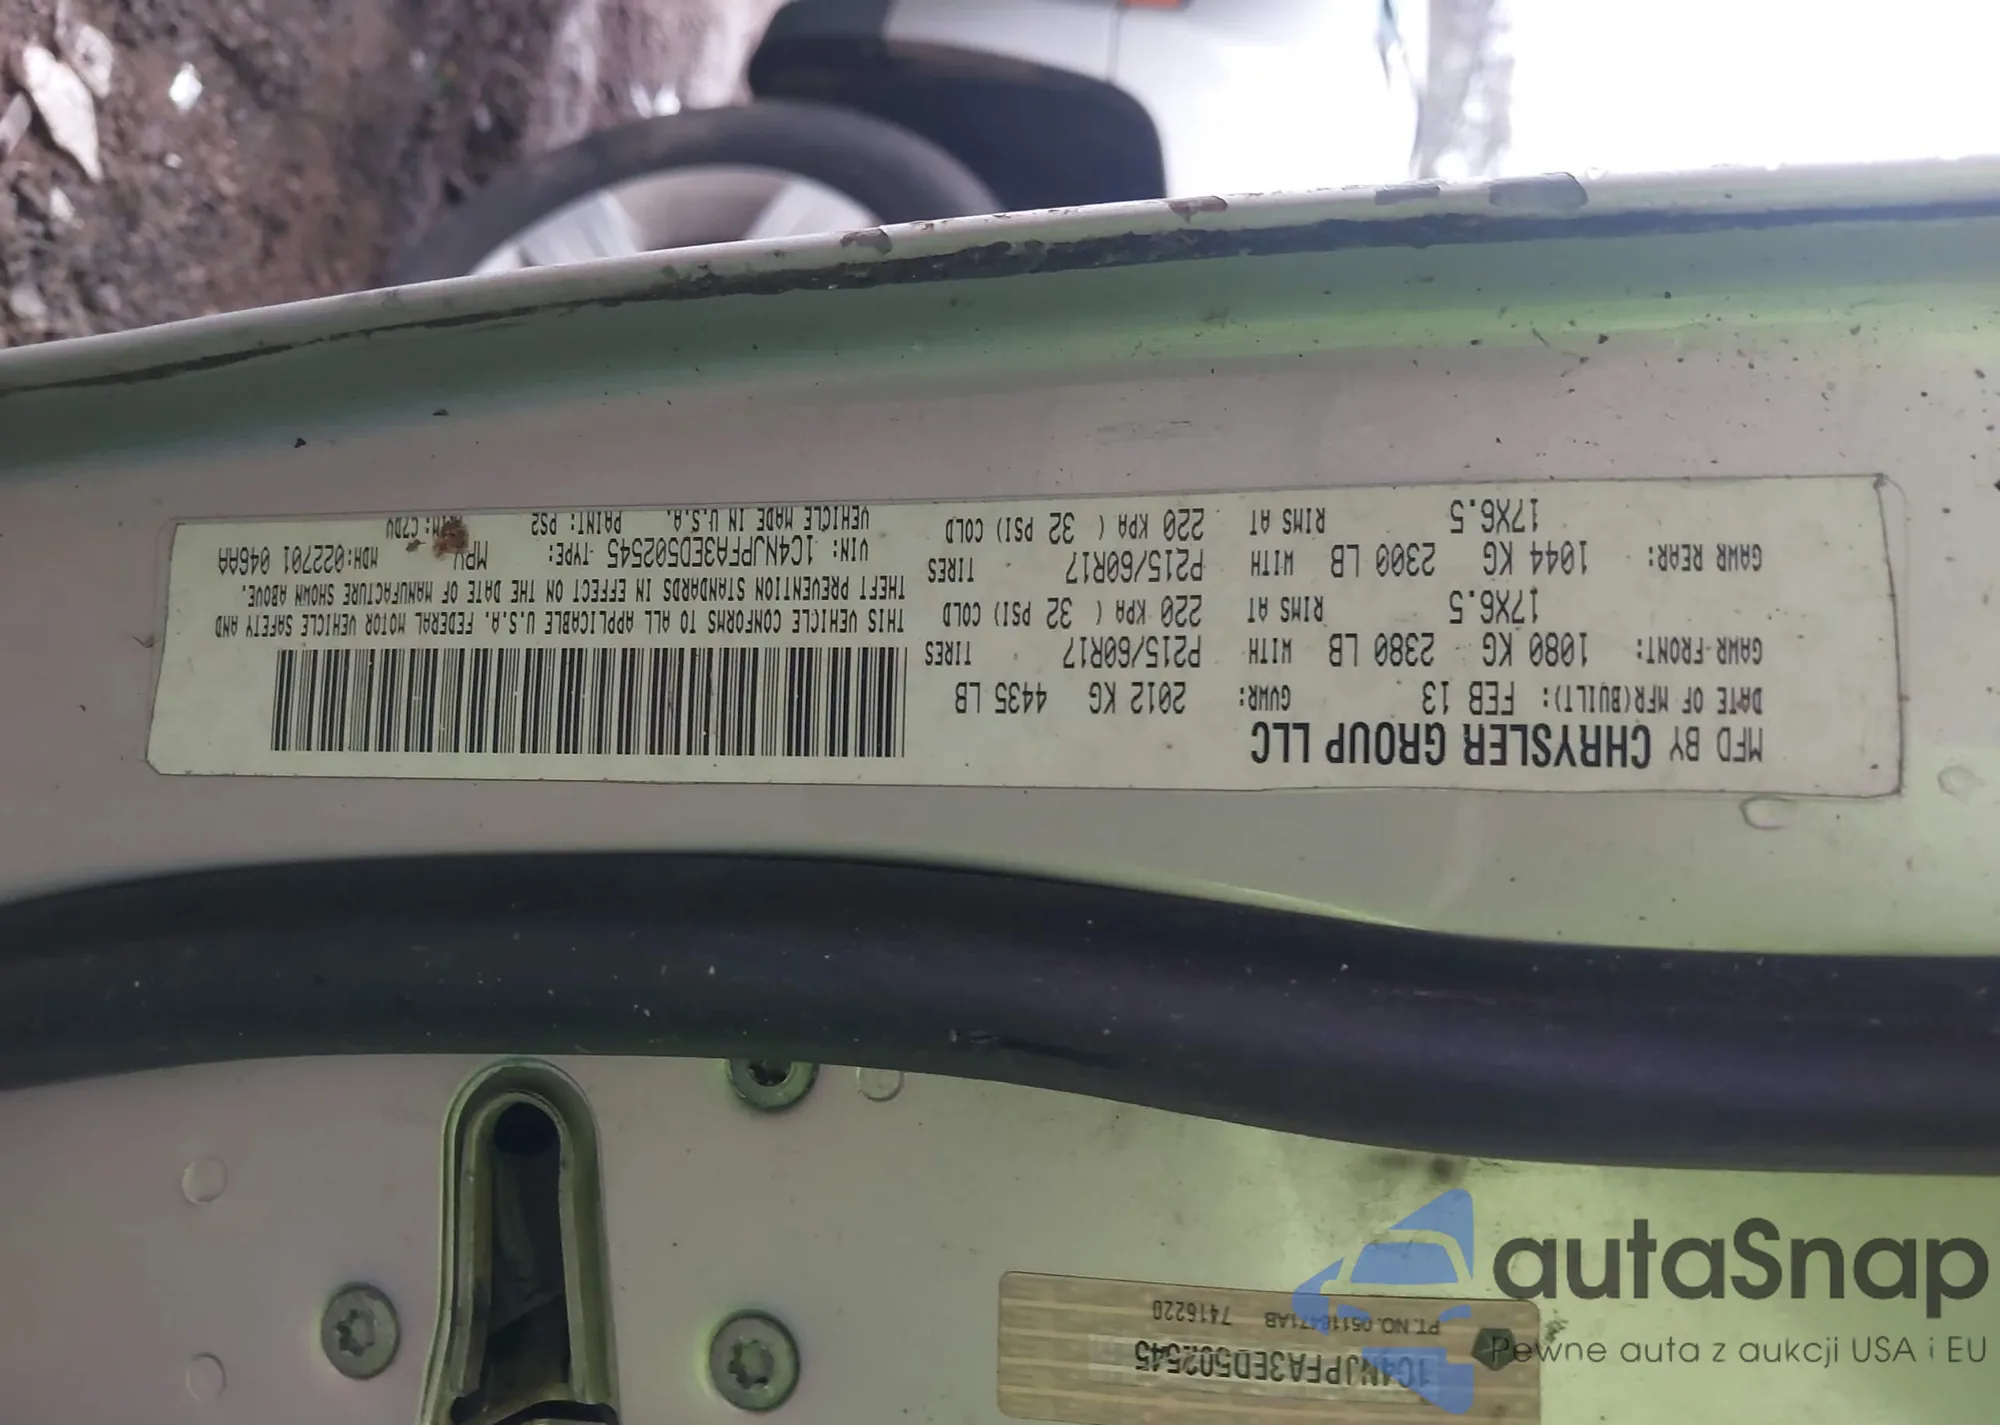 MFD BY CHRYSLER GROUP LLC
DATE OF MFR(BUILT): FEB 13 GVWR: 2012 KG 4435 LB
GAWR FRONT: 1080 KG 2380 LB WITH P215/60R17 TIRES
17X6.5 RIMS AT 220 KPA ( 32 PSI) COLD
GAWR REAR: 1044 KG 2300 LB WITH P215/60R17 TIRES
17X6.5 RIMS AT 220 KPA ( 32 PSI) COLD
THIS VEHICLE CONFORMS TO ALL APPLICABLE U.S.A. FEDERAL MOTOR VEHICLE SAFETY AND
THEFT PREVENTION STANDARDS IN EFFECT ON THE DATE OF MANUFACTURE SHOWN ABOVE.
VIN: 1C4NJPFA3ED502545 TYPE: MPV MDH: 022701 046AA
VEHICLE MADE IN U.S.A. PAINT: PS2 TRIM: C7DV
1C4NJPFA3ED502545
PT. NO. 05116471AB 7416220
autaSnap
Pewne auta z aukcji USA i EU